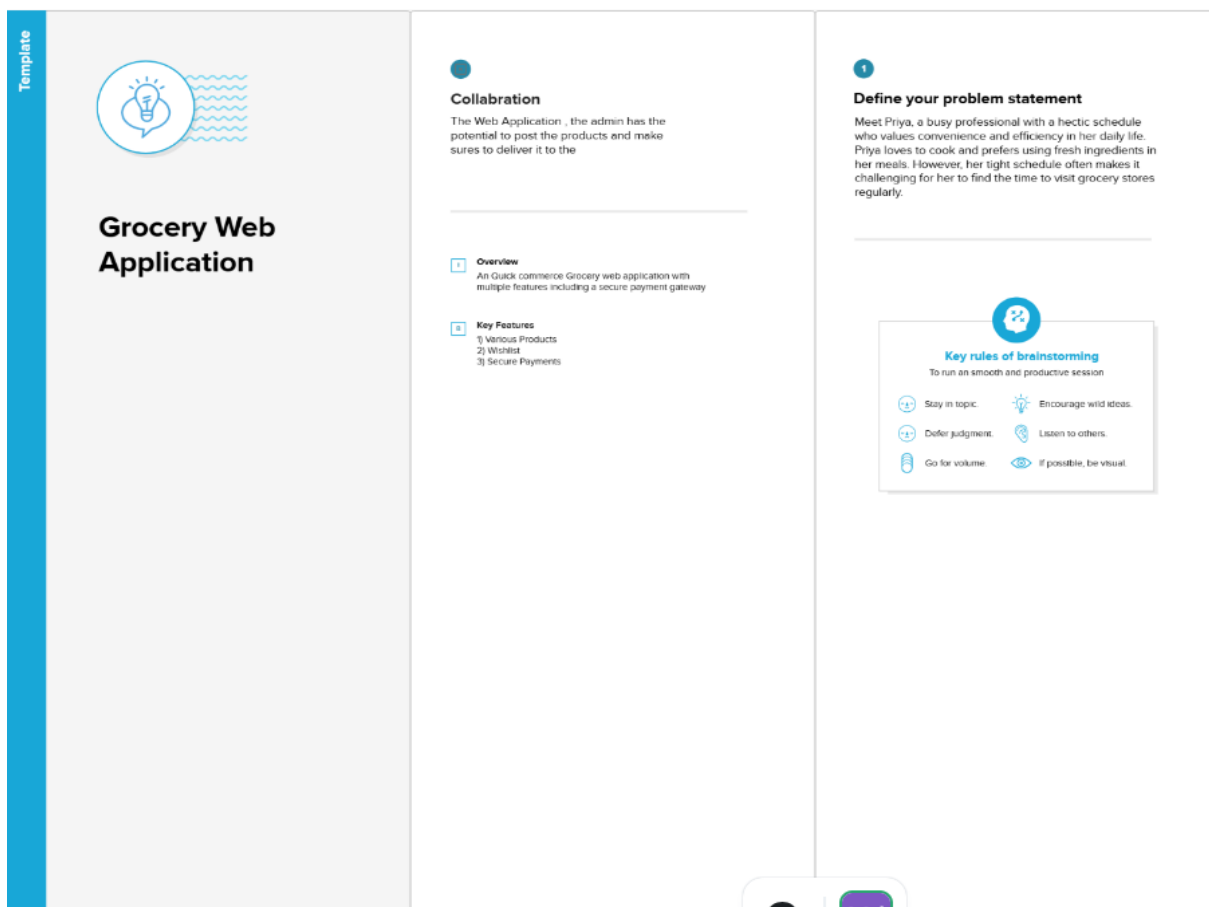 Template
Grocery Web
Application
Collabration
The Web Application , the admin has the
potential to post the products and make
sures to deliver it to the
I
Overview
An Quick commerce Grocery web application with
multiple features including a secure payment gateway
II
Key Features
1) Various Products
2) Wishlist
3) Secure Payments
1
Define your problem statement
Meet Priya, a busy professional with a hectic schedule
who values convenience and efficiency in her daily life.
Priya loves to cook and prefers using fresh ingredients in
her meals. However, her tight schedule often makes it
challenging for her to find the time to visit grocery stores
regularly.
Key rules of brainstorming
To run an smooth and productive session
Stay in topic.
Encourage wild ideas.
Defer judgment.
Listen to others.
Go for volume.
If possible, be visual.